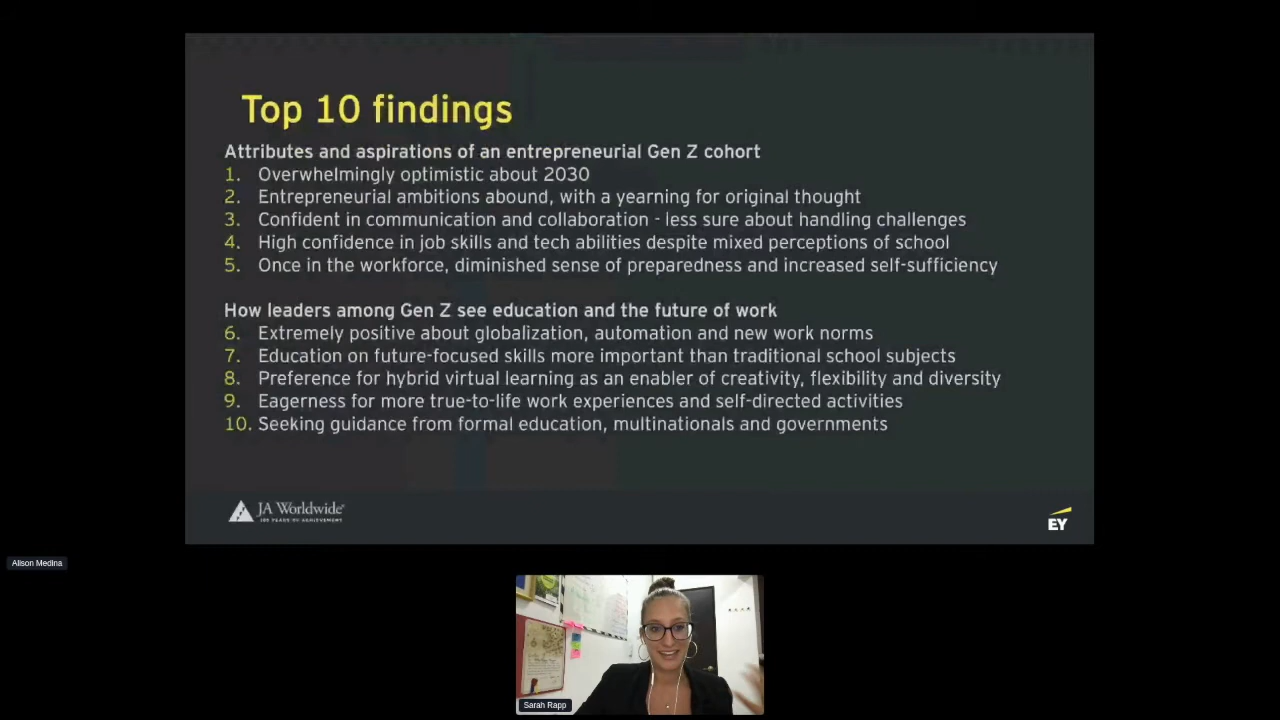 Top 10 findings
Attributes and aspirations of an entrepreneurial Gen Z cohort
1. Overwhelmingly optimistic about 2030
2. Entrepreneurial ambitions abound, with a yearning for original thought
3. Confident in communication and collaboration - less sure about handling challenges
4. High confidence in job skills and tech abilities despite mixed perceptions of school
5. Once in the workforce, diminished sense of preparedness and increased self-sufficiency
How leaders among Gen Z see education and the future of work
6. Extremely positive about globalization, automation and new work norms
7. Education on future-focused skills more important than traditional school subjects
8. Preference for hybrid virtual learning as an enabler of creativity, flexibility and diversity
9. Eagerness for more true-to-life work experiences and self-directed activities
10. Seeking guidance from formal education, multinationals and governments
JA Worldwide®
100 YEARS OF ACHIEVEMENT
EY
Alison Medina
Sarah Rapp